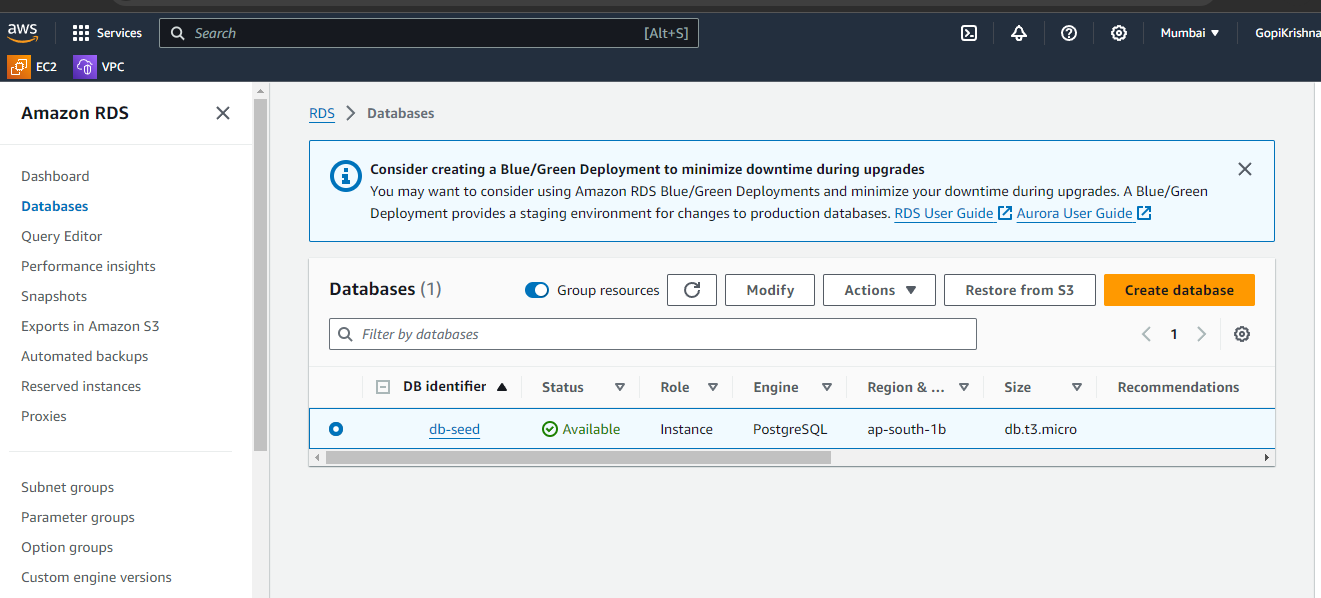 aws
Services
Search
[Alt+S]
Mumbai
GopiKrishna
EC2
VPC
Amazon RDS
Dashboard
Databases
Query Editor
Performance insights
Snapshots
Exports in Amazon S3
Automated backups
Reserved instances
Proxies
Subnet groups
Parameter groups
Option groups
Custom engine versions
RDS
Databases
Consider creating a Blue/Green Deployment to minimize downtime during upgrades
You may want to consider using Amazon RDS Blue/Green Deployments and minimize your downtime during upgrades. A Blue/Green
Deployment provides a staging environment for changes to production databases. RDS User Guide Aurora User Guide
Databases (1)
Group resources
Modify
Actions
Restore from S3
Create database
Filter by databases
1
DB identifier Status Role Engine Region & ... Size Recommendations
db-seed Available Instance PostgreSQL ap-south-1b db.t3.micro